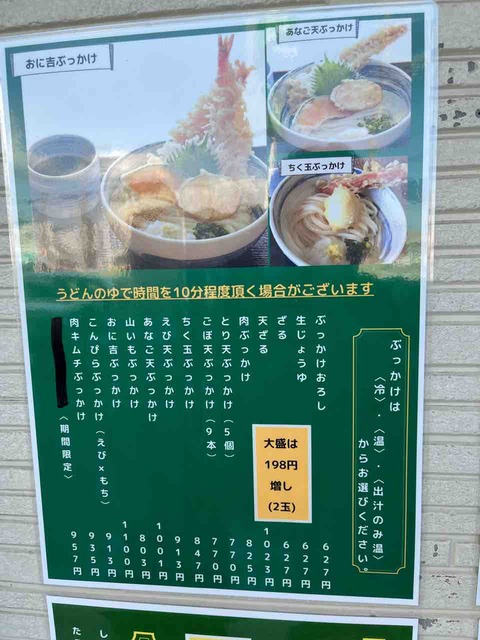 おに吉ぶっかけ
あなご天ぶっかけ
ちく玉ぶっかけ
うどんのゆで時間を10分程度頂く場合がございます
ぶっかけは
〈冷〉・〈温〉・〈出汁のみ温〉
からお選びください。
ぶっかけおろし 627円
生じょうゆ 627円
ざる 627円
天ざる 1023円
大盛は
198円
増し
(2玉)
肉ぶっかけ 825円
とり天ぶっかけ(5個) 770円
ごぼ天ぶっかけ(9本) 770円
ちく玉ぶっかけ 847円
えび天ぶっかけ 913円
あなご天ぶっかけ 1001円
山いもぶっかけ 803円
おに吉ぶっかけ 1100円
こんぴらぶっかけ(えび×もち) 913円
肉キムチぶっかけ 935円
〈期間限定〉 957円